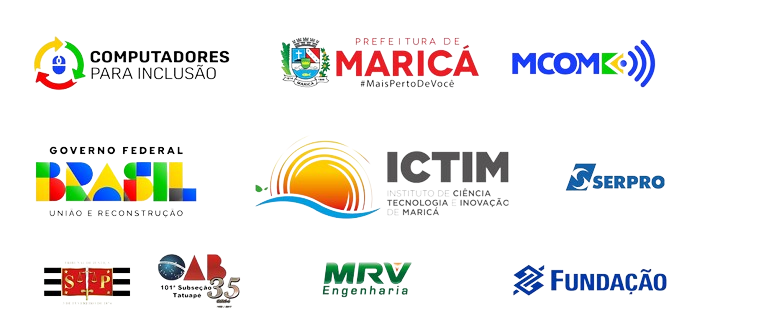 COMPUTADORES
PARA INCLUSÃO
PREFEITURA DE
MARICÁ
#MaisPertoDeVocê
MARICÁ
MCOM
GOVERNO FEDERAL
BRASIL
UNIÃO E RECONSTRUÇÃO
ICTIM
INSTITUTO DE CIÊNCIA
TECNOLOGIA E INOVAÇÃO
DE MARICÁ
SERPRO
S P
OAB
101ª Subseção
Tatuapé
35
MRV
Engenharia
FUNDAÇÃO